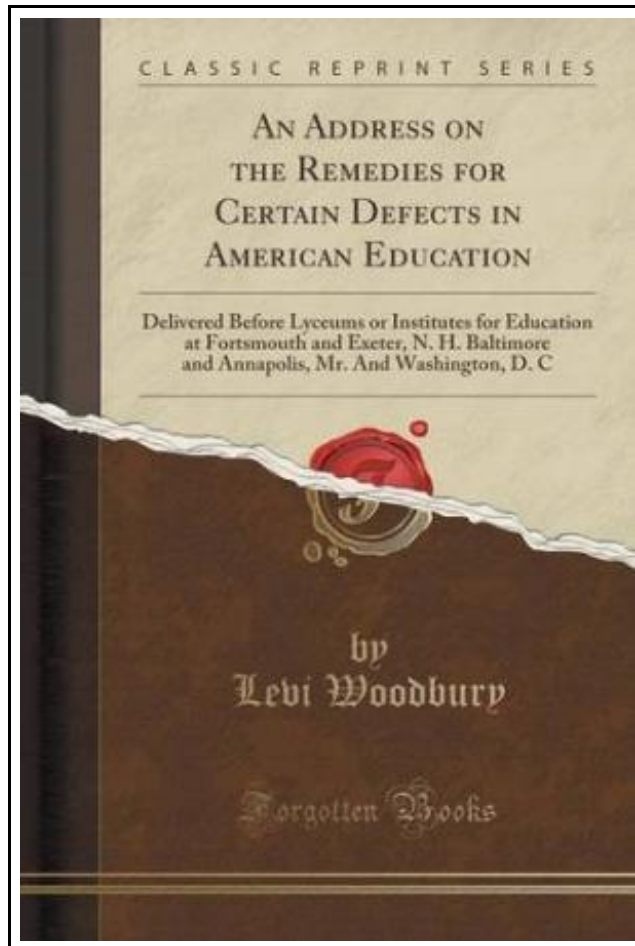 CLASSIC REPRINT SERIES
AN ADDRESS ON
THE REMEDIES FOR
CERTAIN DEFECTS IN
AMERICAN EDUCATION
Delivered Before Lyceums or Institutes for Education
at Fortsmouth and Exeter, N. H. Baltimore
and Annapolis, Mr. And Washington, D. C
F
by
Levi Woodbury
Forgotten Books